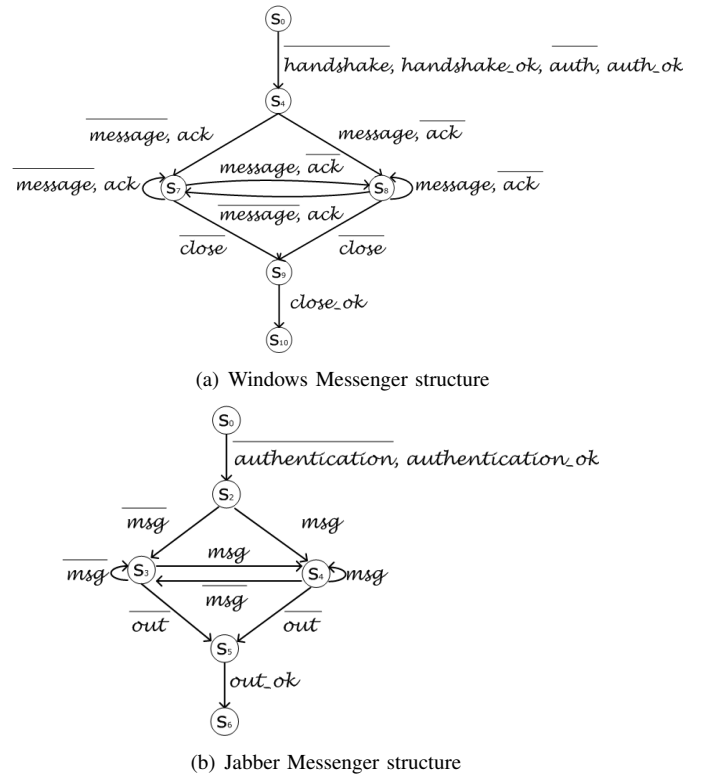 S0
handshake, handshake_ok, auth, auth_ok
S4
message, ack
message, ack
message, ack
message, ack
S7
S8
message, ack
message, ack
close
close
S9
close_ok
S10
(a) Windows Messenger structure
S0
authentication, authentication_ok
S2
msg
msg
msg
msg
S3
S4
msg
msg
out
out
S5
out_ok
S6
(b) Jabber Messenger structure